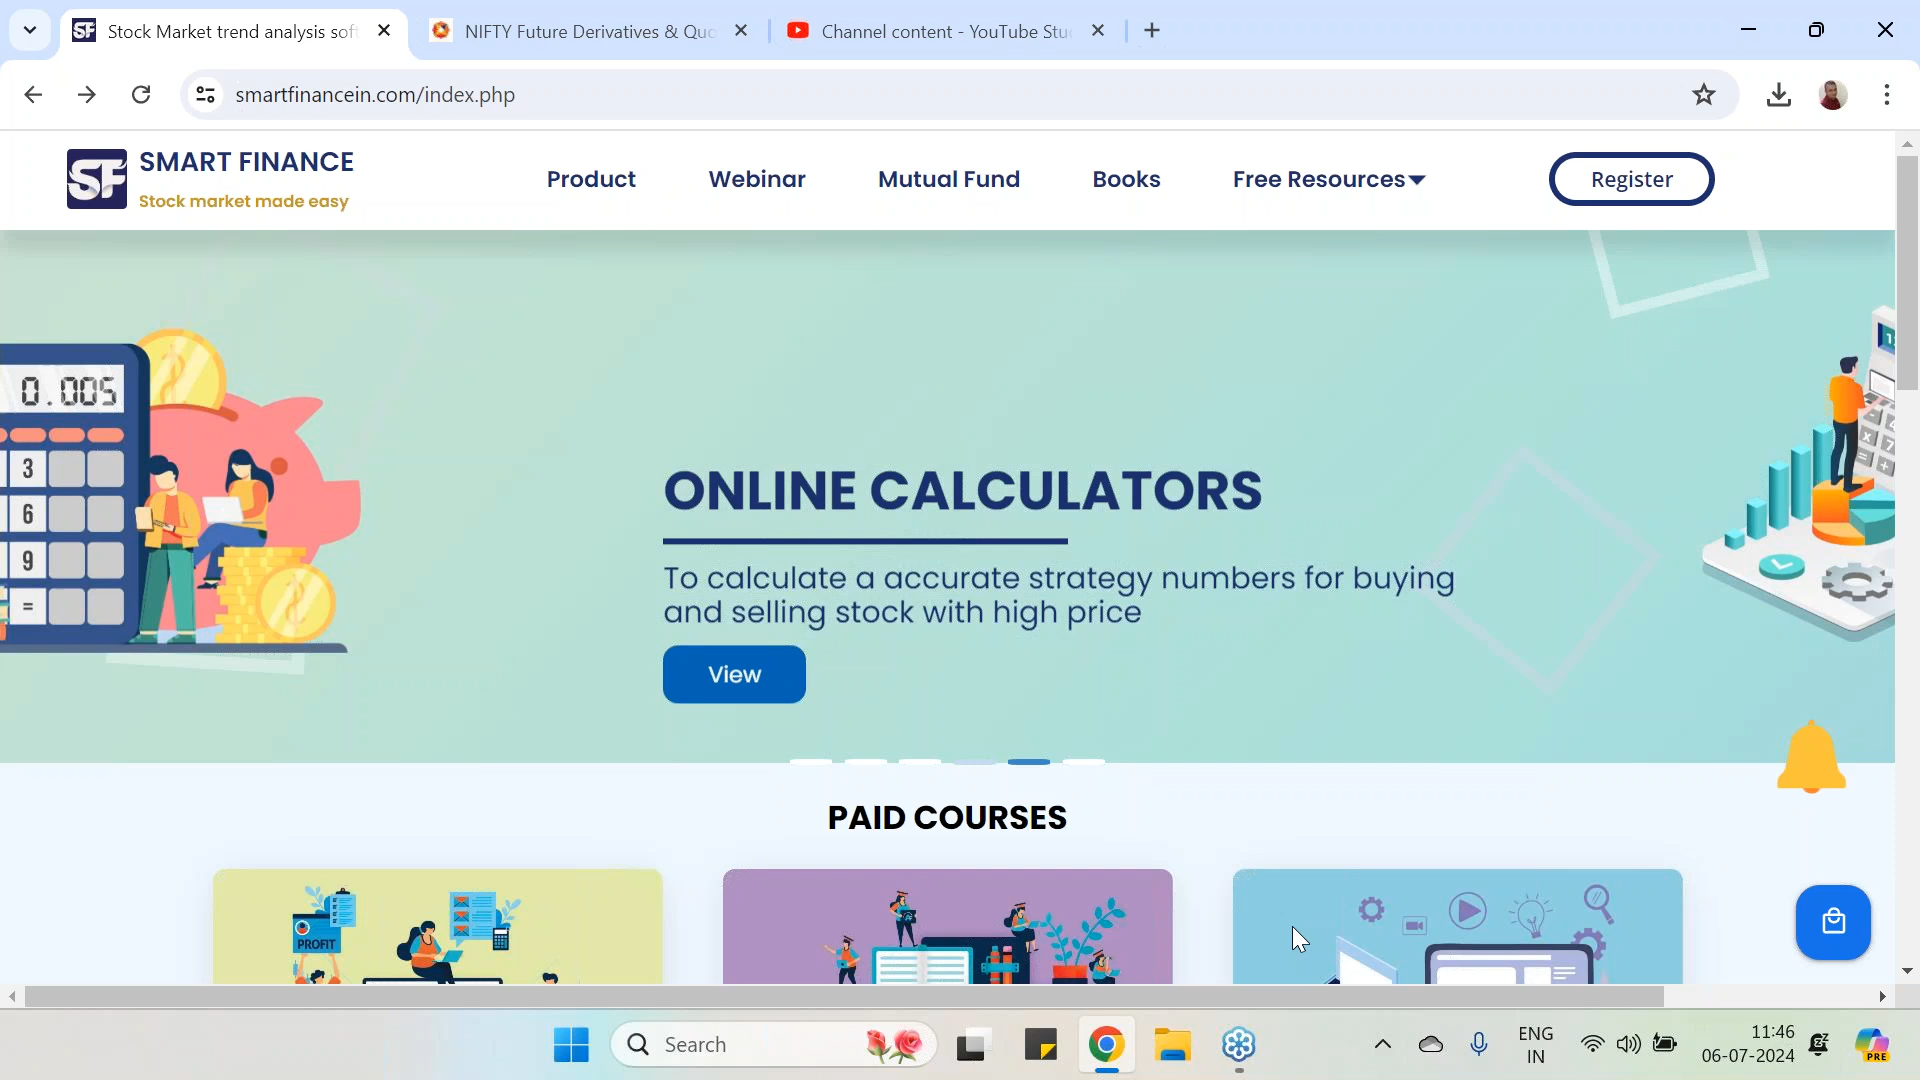 Stock Market trend analysis soft
NIFTY Future Derivatives & Quo
Channel content - YouTube Stu
smartfinancein.com/index.php
SF
SMART FINANCE
Stock market made easy
Product
Webinar
Mutual Fund
Books
Free Resources
Register
0.005
3
6
9
=
ONLINE CALCULATORS
To calculate a accurate strategy numbers for buying
and selling stock with high price
View
PAID COURSES
PROFIT
Search
ENG
IN
11:46
06-07-2024
PRE